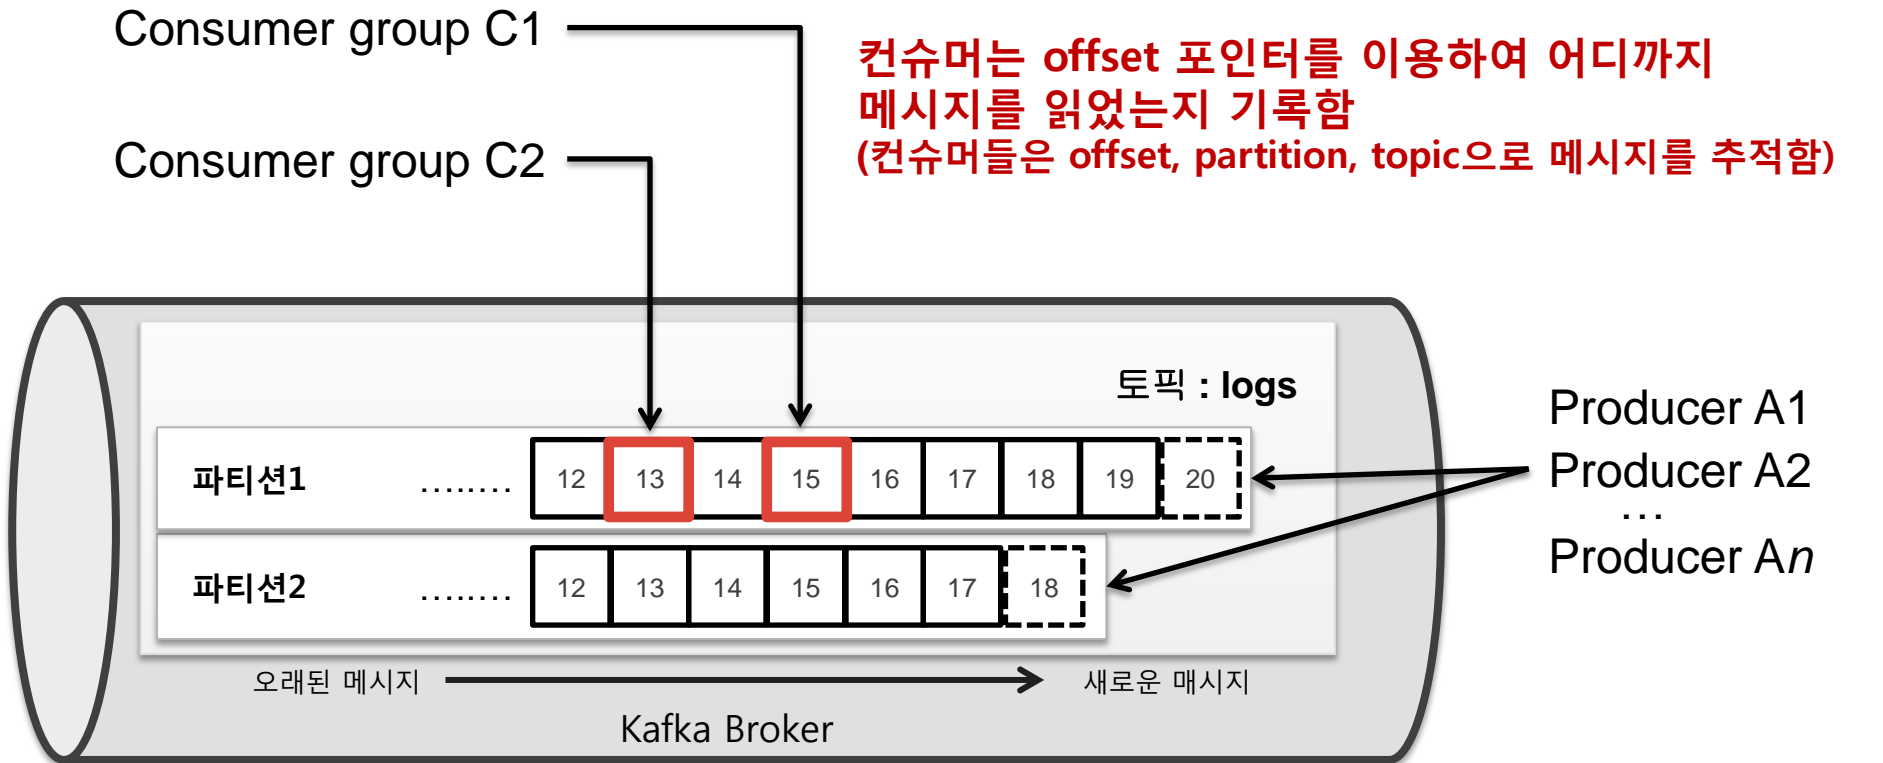 Consumer group C1
컨슈머는 offset 포인터를 이용하여 어디까지
메시지를 읽었는지 기록함
Consumer group C2
(컨슈머들은 offset, partition, topic으로 메시지를 추적함)
토픽 : logs
Producer A1
파티션1 ........ 12 13 14 15 16 17 18 19 20
Producer A2
...
Producer An
파티션2 ........ 12 13 14 15 16 17 18
오래된 메시지
새로운 매시지
Kafka Broker